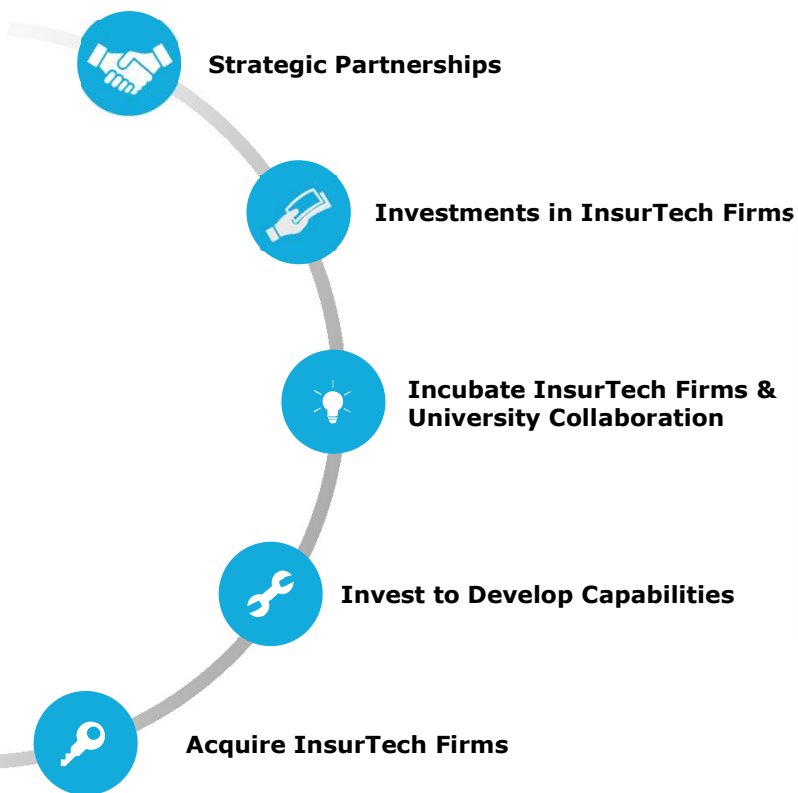 Strategic Partnerships
Investments in InsurTech Firms
Incubate InsurTech Firms &
University Collaboration
Invest to Develop Capabilities
Acquire InsurTech Firms